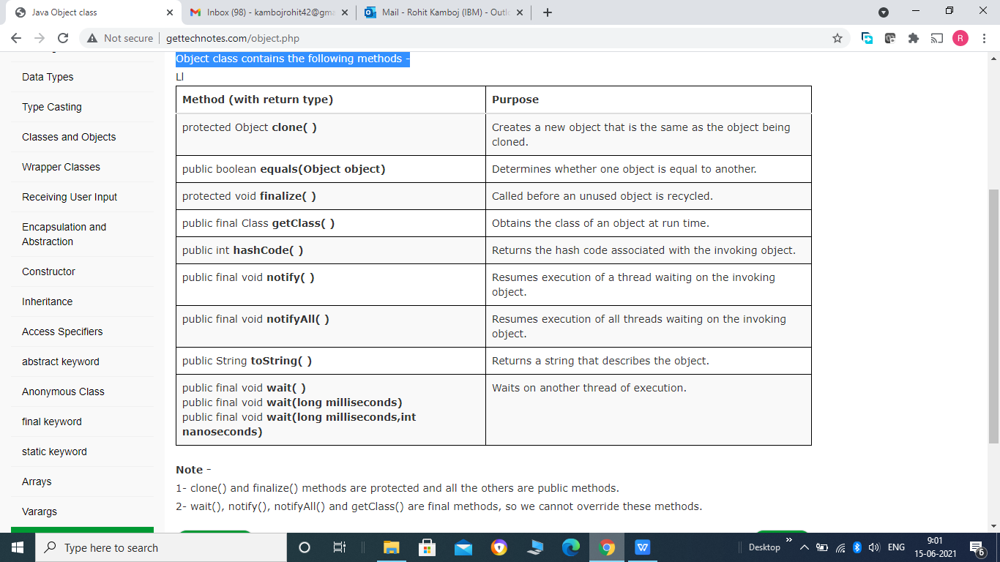 Java Object class
Inbox (98) - kambojrohit42@gma
Mail - Rohit Kamboj (IBM) - Outlo
Not secure
gettechnotes.com/object.php
R
Data Types
Type Casting
Classes and Objects
Wrapper Classes
Receiving User Input
Encapsulation and
Abstraction
Constructor
Inheritance
Access Specifiers
abstract keyword
Anonymous Class
final keyword
static keyword
Arrays
Varargs
Object class contains the following methods -
Ll
Method (with return type)
Purpose
protected Object clone( )
Creates a new object that is the same as the object being
cloned.
public boolean equals(Object object)
Determines whether one object is equal to another.
protected void finalize( )
Called before an unused object is recycled.
public final Class getClass( )
Obtains the class of an object at run time.
public int hashCode( )
Returns the hash code associated with the invoking object.
public final void notify( )
Resumes execution of a thread waiting on the invoking
object.
public final void notifyAll( )
Resumes execution of all threads waiting on the invoking
object.
public String toString( )
Returns a string that describes the object.
public final void wait( )
public final void wait(long milliseconds)
public final void wait(long milliseconds,int
nanoseconds)
Waits on another thread of execution.
Note -
1- clone() and finalize() methods are protected and all the others are public methods.
2- wait(), notify(), notifyAll() and getClass() are final methods, so we cannot override these methods.
Type here to search
Desktop
ENG
9:01
15-06-2021
6